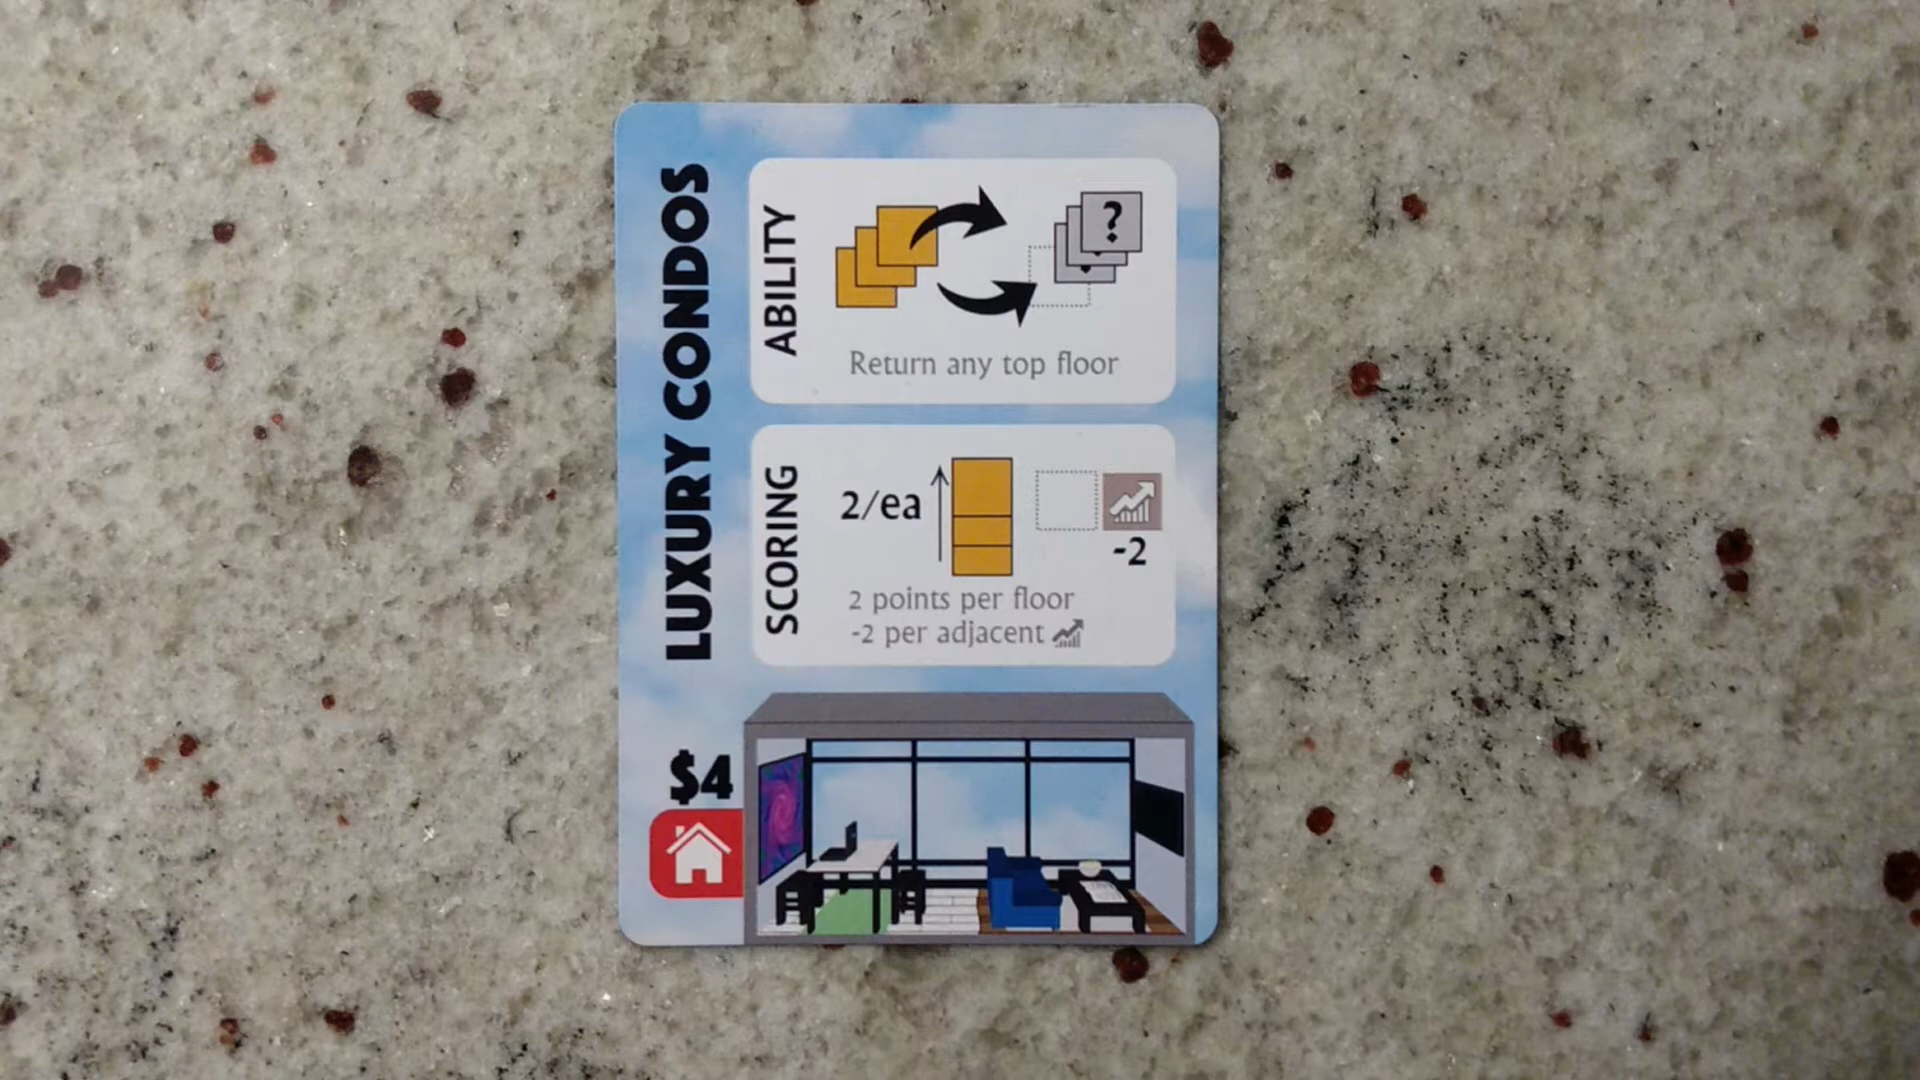 LUXURY CONDOS
$4
ABILITY
?
Return any top floor
SCORING
2/ea
-2
2 points per floor
-2 per adjacent